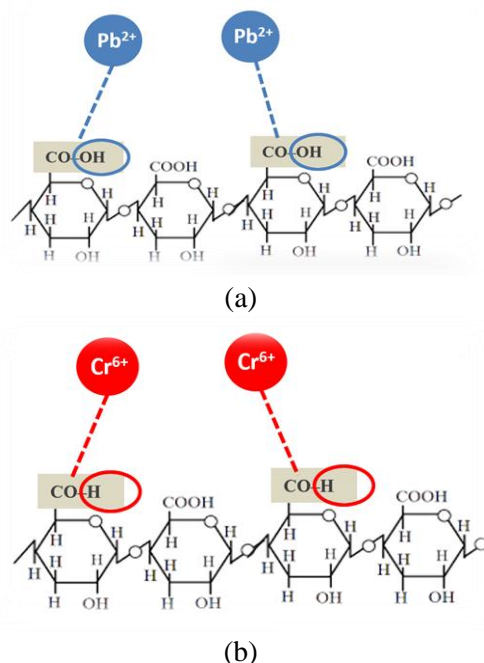 Pb²⁺ Pb²⁺
CO-OH CO-OH
COOH COOH
H O H O H O H O
H H H H H H H H
O O O O
H H H H H H H H
H OH H OH H OH H OH
(a)
Cr⁶⁺ Cr⁶⁺
CO-H CO-H
COOH COOH
H O H O H O H O
H H H H H H H H
O O O O
H H H H H H H H
H OH H OH H OH H OH
(b)